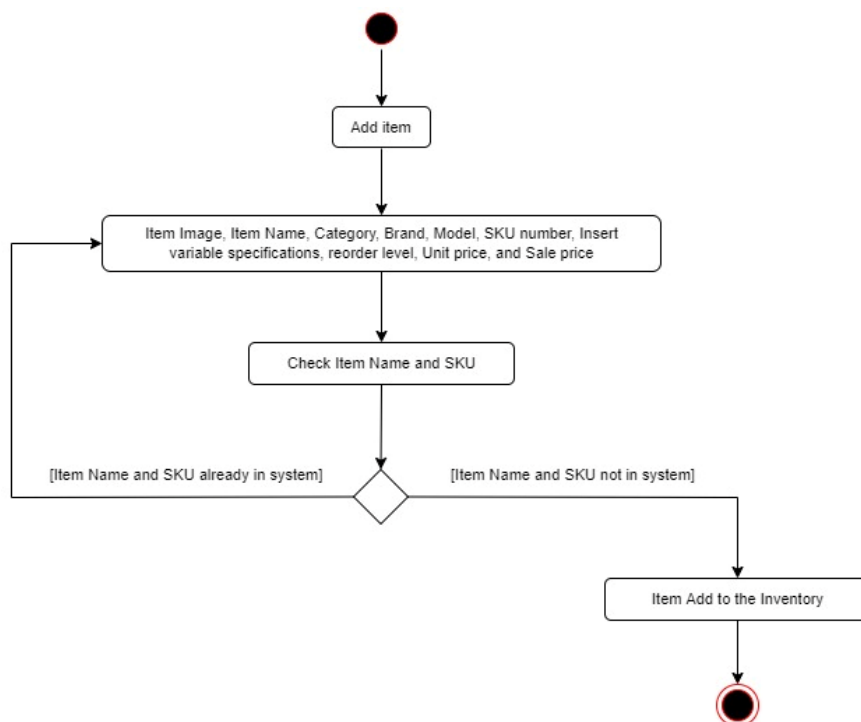 Add item
Item Image, Item Name, Category, Brand, Model, SKU number, Insert
variable specifications, reorder level, Unit price, and Sale price
Check Item Name and SKU
[Item Name and SKU already in system]
[Item Name and SKU not in system]
Item Add to the Inventory